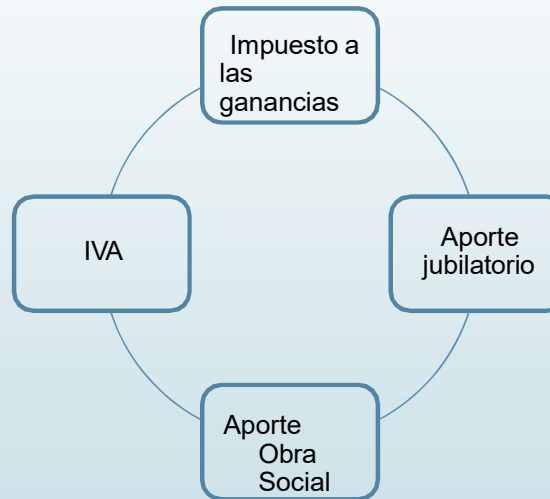 Impuesto a
las
ganancias
IVA
Aporte
jubilatorio
Aporte
Obra
Social